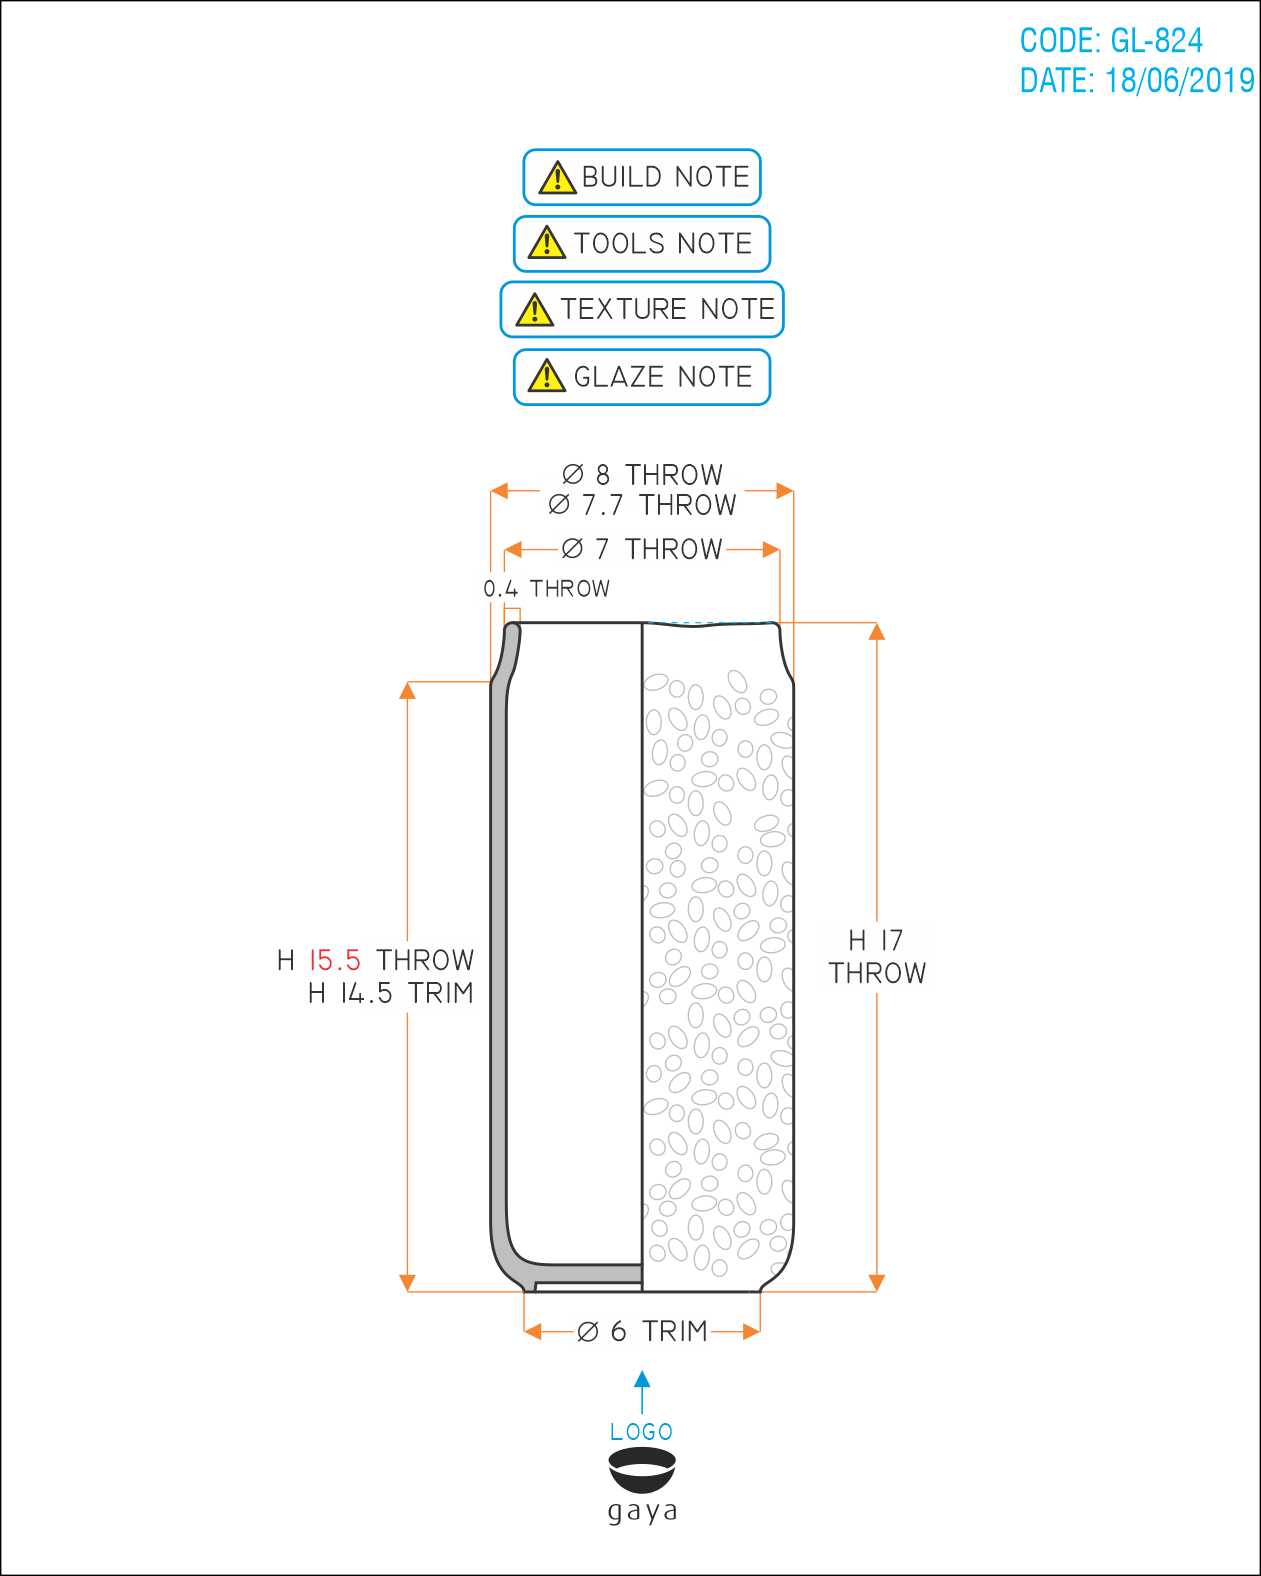 CODE: GL-824
DATE: 18/06/2019
BUILD NOTE
TOOLS NOTE
TEXTURE NOTE
GLAZE NOTE
Ø 8 THROW
Ø 7.7 THROW
Ø 7 THROW
0.4 THROW
H 15.5 THROW
H 14.5 TRIM
H 17
THROW
Ø 6 TRIM
LOGO
gaya